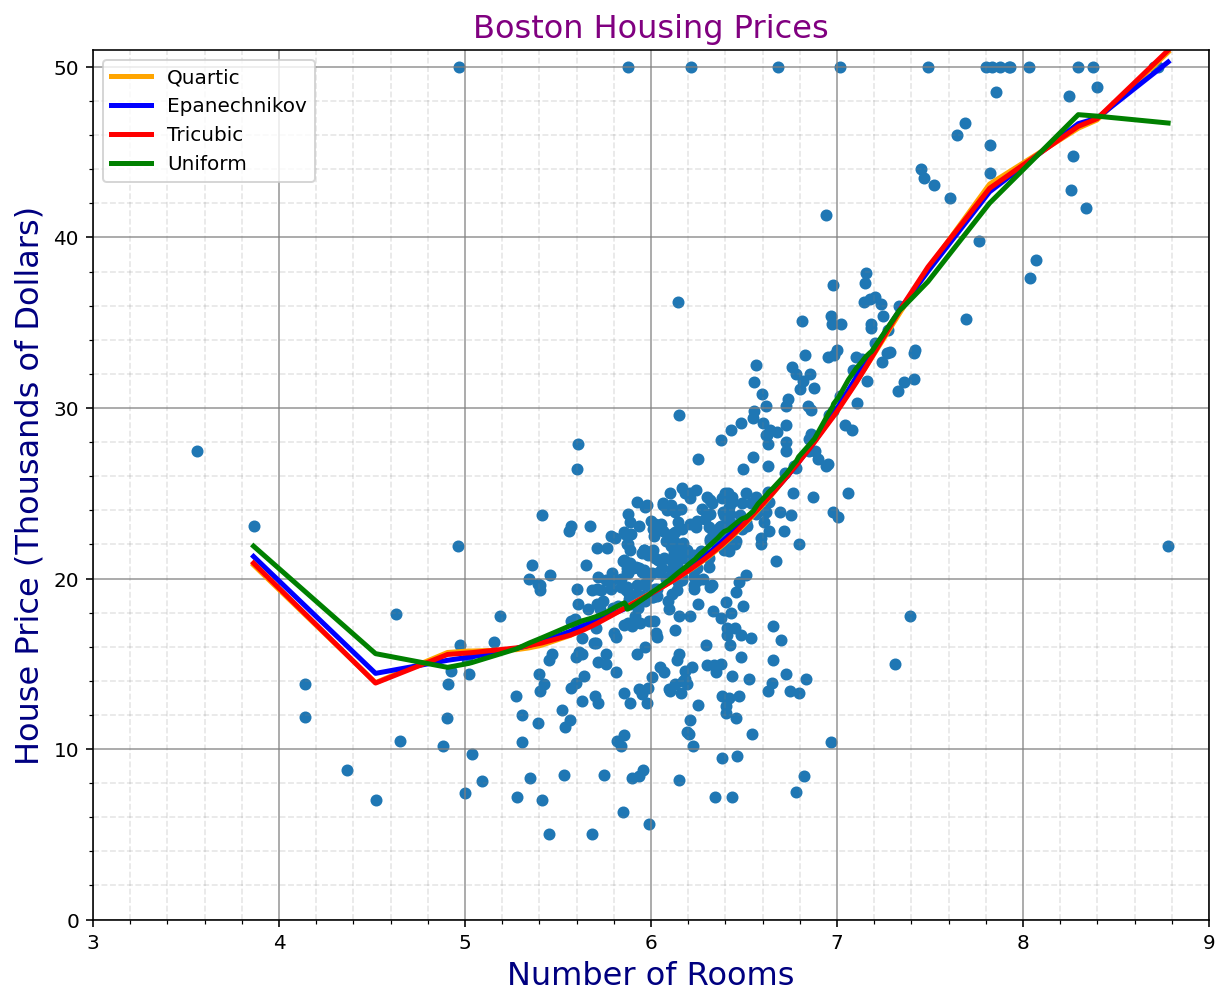 Boston Housing Prices
Quartic
Epanechnikov
Tricubic
Uniform
House Price (Thousands of Dollars)
50
40
30
20
10
0
3 4 5 6 7 8 9
Number of Rooms